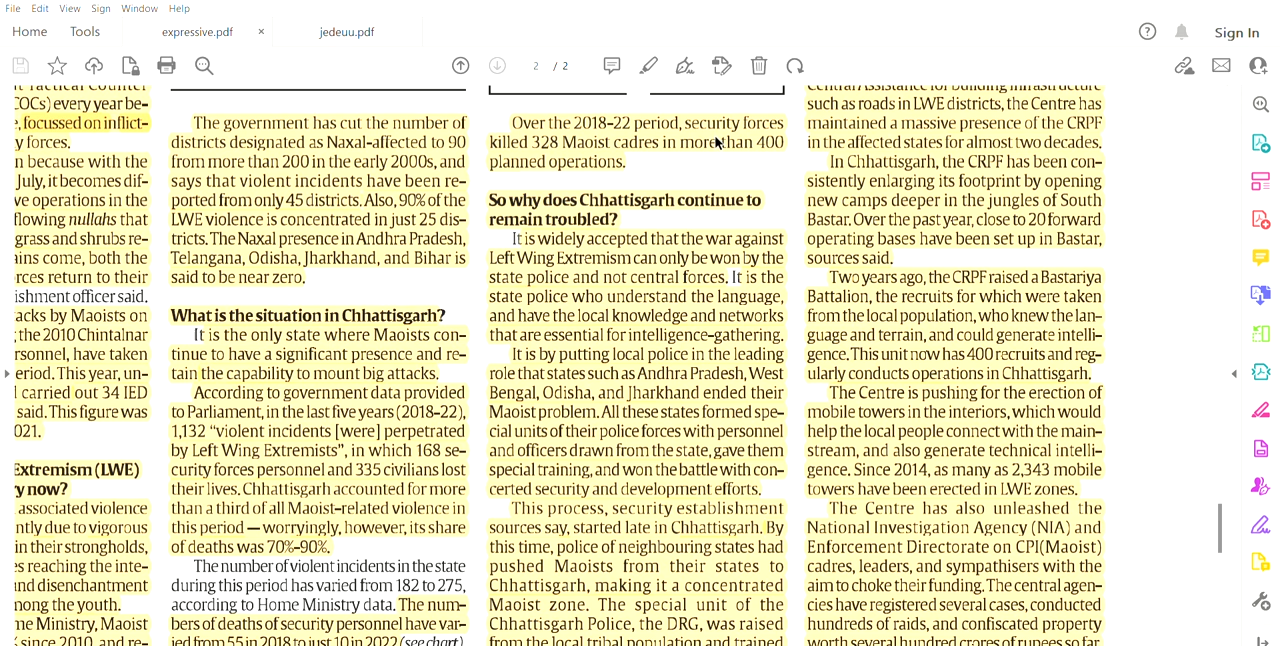 File Edit View Sign Window Help
Home Tools expressive.pdf × jedeuu.pdf Sign In
2 / 2
COCs) every year be-
, focussed on inflict-
y forces.
n because with the
July, it becomes dif-
ve operations in the
flowing nullahs that
grass and shrubs re-
ains come, both the
rces return to their
ishment officer said.
acks by Maoists on
the 2010 Chintalnar
rsonnel, have taken
eriod. This year, un-
l carried out 34 IED
said. This figure was
021.
Extremism (LWE)
ry now?
associated violence
ntly due to vigorous
in their strongholds,
es reaching the inte-
and disenchantment
mong the youth.
me Ministry, Maoist
since 2010, and re-
The government has cut the number of
districts designated as Naxal-affected to 90
from more than 200 in the early 2000s, and
says that violent incidents have been re-
ported from only 45 districts. Also, 90% of the
LWE violence is concentrated in just 25 dis-
tricts. The Naxal presence in Andhra Pradesh,
Telangana, Odisha, Jharkhand, and Bihar is
said to be near zero.
What is the situation in Chhattisgarh?
It is the only state where Maoists con-
tinue to have a significant presence and re-
tain the capability to mount big attacks.
According to government data provided
to Parliament, in the last five years (2018-22),
1,132 “violent incidents [were] perpetrated
by Left Wing Extremists”, in which 168 se-
curity forces personnel and 335 civilians lost
their lives. Chhattisgarh accounted for more
than a third of all Maoist-related violence in
this period — worryingly, however, its share
of deaths was 70%-90%.
The number of violent incidents in the state
during this period has varied from 182 to 275,
according to Home Ministry data. The num-
bers of deaths of security personnel have var-
ied from 55 in 2018 to just 10 in 2022 (see chart).
Over the 2018-22 period, security forces
killed 328 Maoist cadres in more than 400
planned operations.
So why does Chhattisgarh continue to
remain troubled?
It is widely accepted that the war against
Left Wing Extremism can only be won by the
state police and not central forces. It is the
state police who understand the language,
and have the local knowledge and networks
that are essential for intelligence-gathering.
It is by putting local police in the leading
role that states such as Andhra Pradesh, West
Bengal, Odisha, and Jharkhand ended their
Maoist problem. All these states formed spe-
cial units of their police forces with personnel
and officers drawn from the state, gave them
special training, and won the battle with con-
certed security and development efforts.
This process, security establishment
sources say, started late in Chhattisgarh. By
this time, police of neighbouring states had
pushed Maoists from their states to
Chhattisgarh, making it a concentrated
Maoist zone. The special unit of the
Chhattisgarh Police, the DRG, was raised
from the local tribal population and trained
Central Assistance for building infrastructure
such as roads in LWE districts, the Centre has
maintained a massive presence of the CRPF
in the affected states for almost two decades.
In Chhattisgarh, the CRPF has been con-
sistently enlarging its footprint by opening
new camps deeper in the jungles of South
Bastar. Over the past year, close to 20 forward
operating bases have been set up in Bastar,
sources said.
Two years ago, the CRPF raised a Bastariya
Battalion, the recruits for which were taken
from the local population, who knew the lan-
guage and terrain, and could generate intelli-
gence. This unit now has 400 recruits and reg-
ularly conducts operations in Chhattisgarh.
The Centre is pushing for the erection of
mobile towers in the interiors, which would
help the local people connect with the main-
stream, and also generate technical intelli-
gence. Since 2014, as many as 2,343 mobile
towers have been erected in LWE zones.
The Centre has also unleashed the
National Investigation Agency (NIA) and
Enforcement Directorate on CPI(Maoist)
cadres, leaders, and sympathisers with the
aim to choke their funding. The central agen-
cies have registered several cases, conducted
hundreds of raids, and confiscated property
worth several hundred crores of rupees so far.